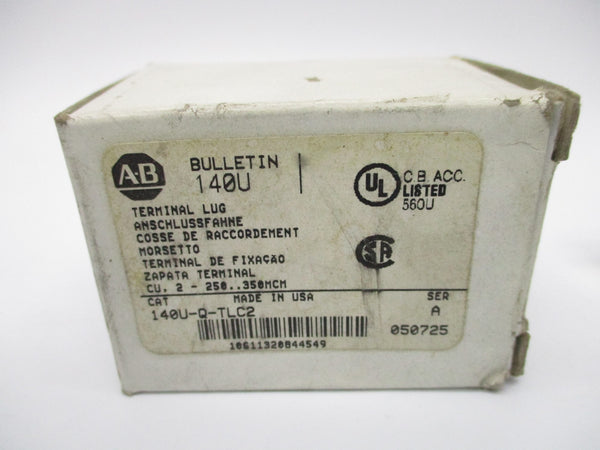 A-B
BULLETIN
140U
UL
C.B. ACC.
LISTED
560U
TERMINAL LUG
ANSCHLUSSFAHNE
COSSE DE RACCORDEMENT
MORSETTO
TERMINAL DE FIXAÇÃO
ZAPATA TERMINAL
CU, 2 - 250..350MCM
SA
CAT MADE IN USA SER
140U-Q-TLC2 A
050725
10611320844549